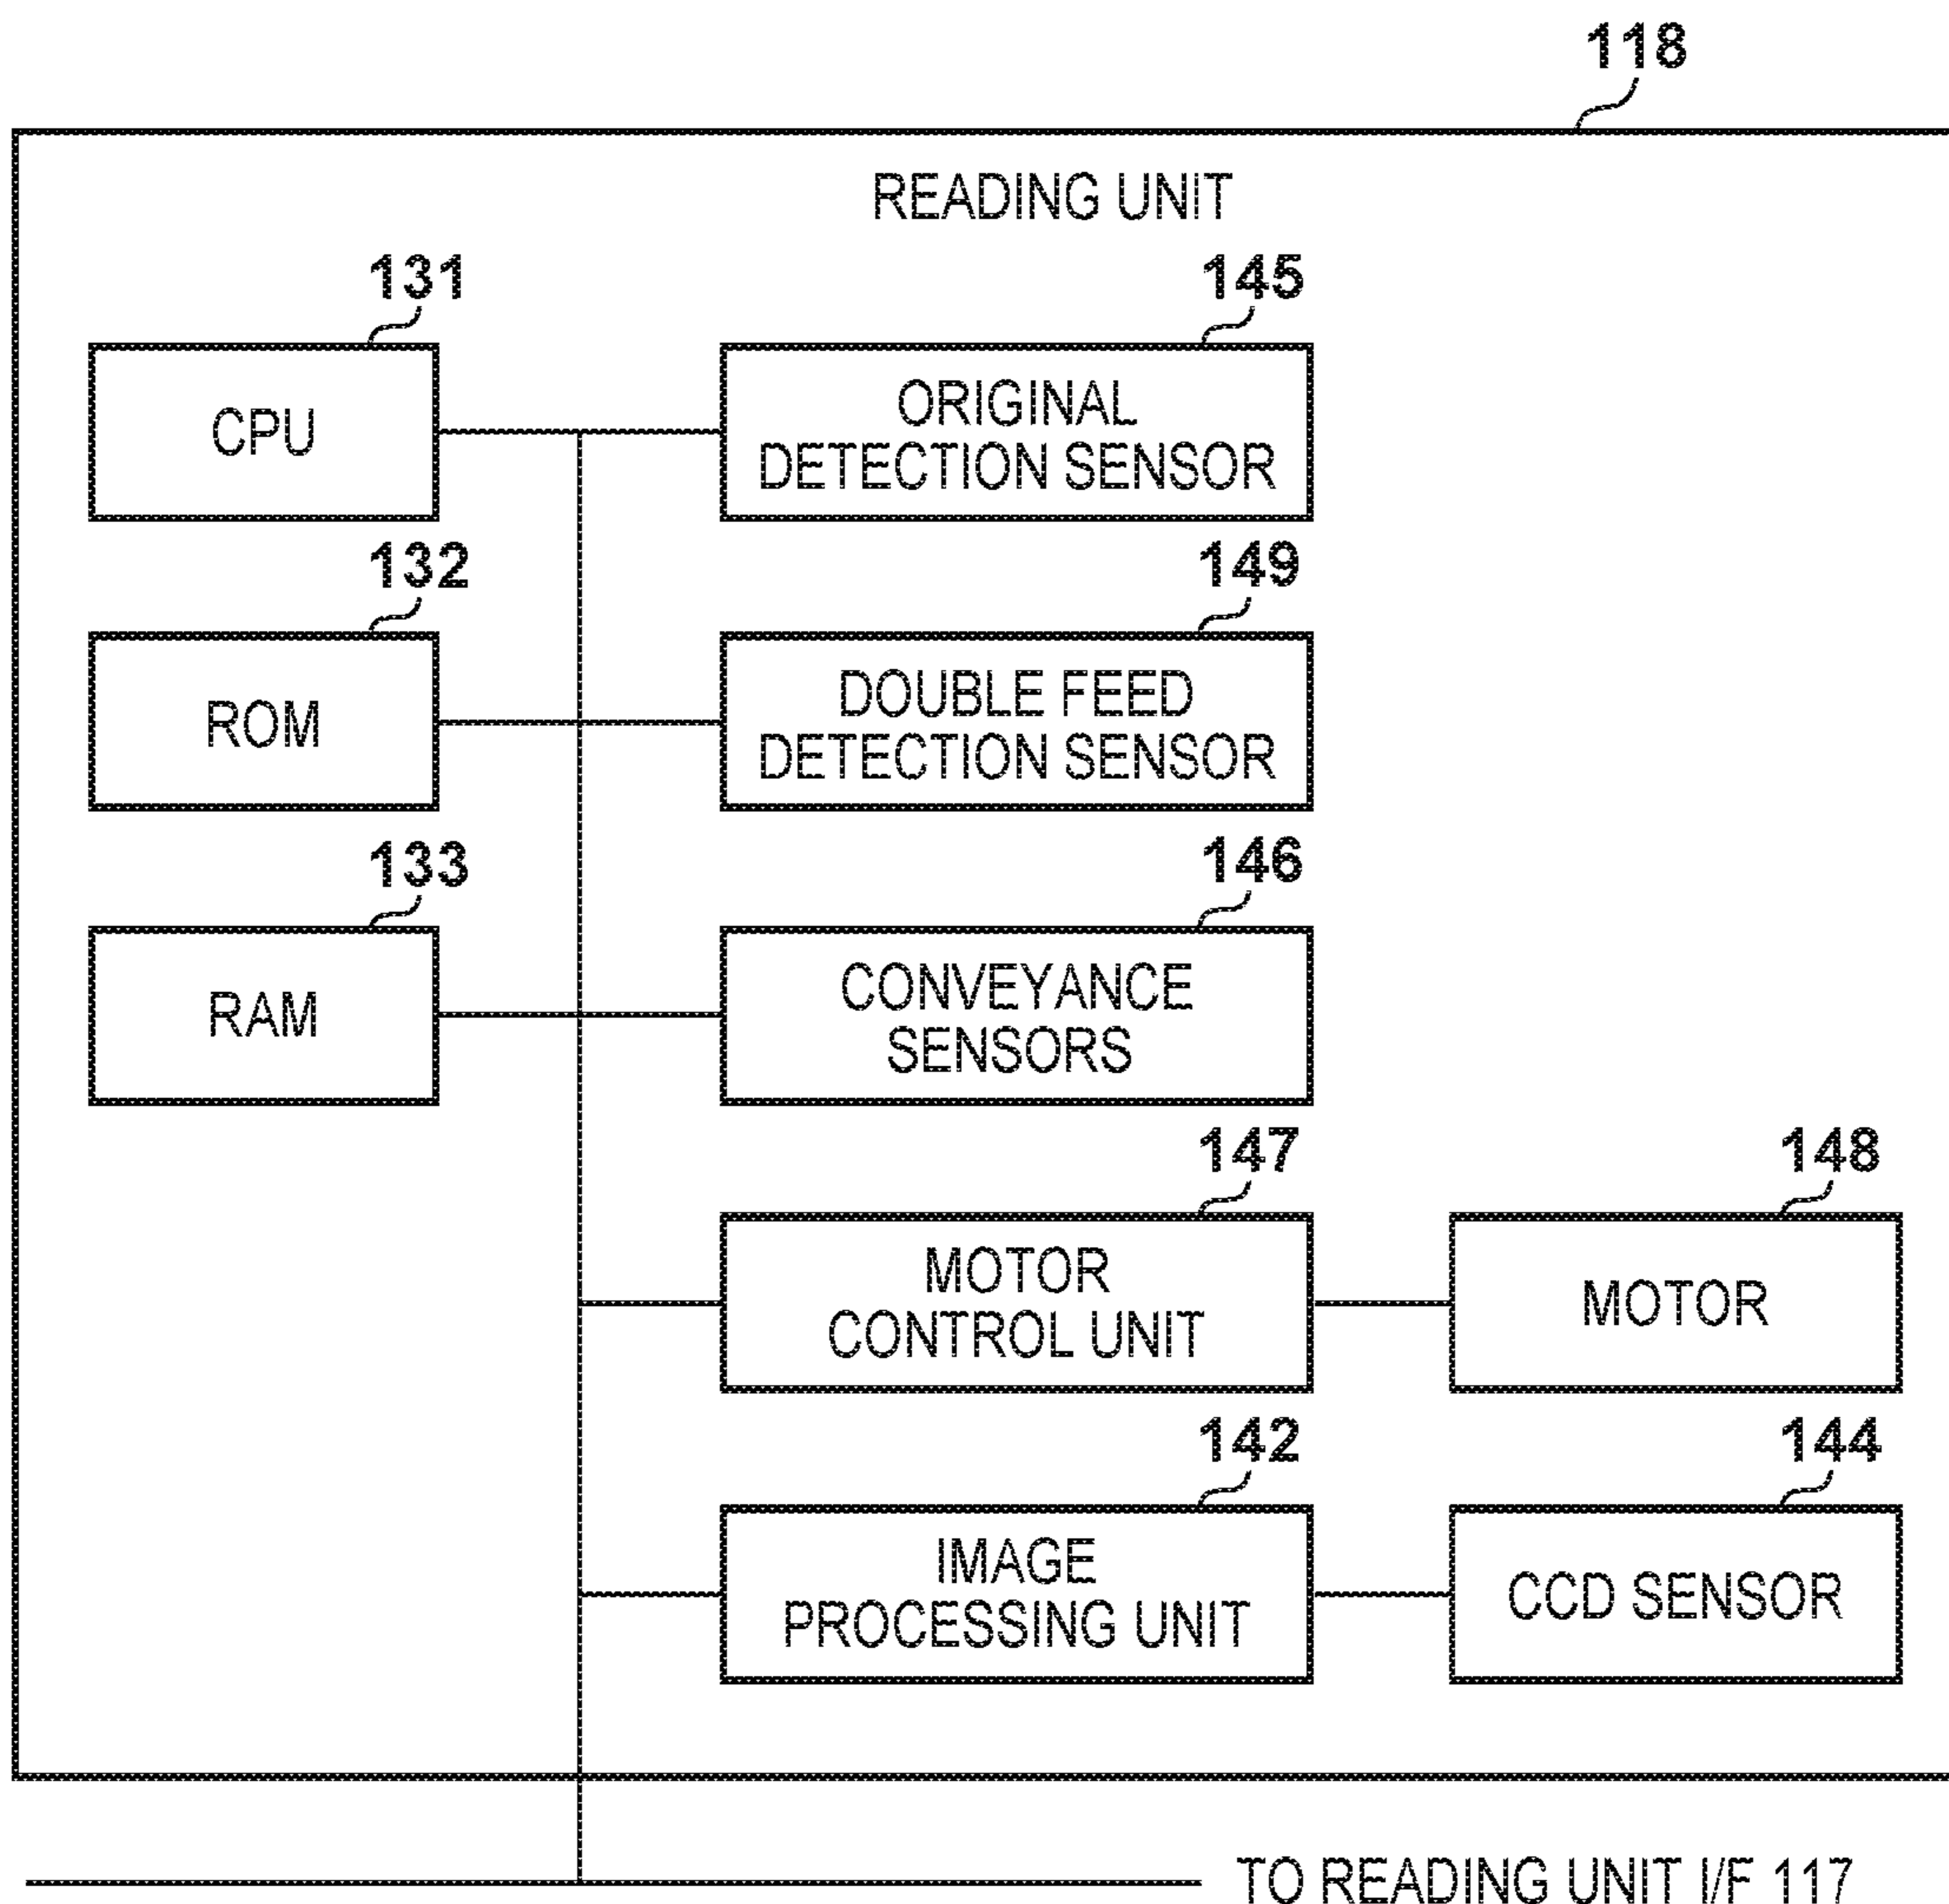 118
READING UNIT
131
145
CPU
ORIGINAL
DETECTION SENSOR
132
149
ROM
DOUBLE FEED
DETECTION SENSOR
133
146
RAM
CONVEYANCE
SENSORS
147
148
MOTOR
CONTROL UNIT
MOTOR
142
144
IMAGE
PROCESSING UNIT
CCD SENSOR
TO READING UNIT I/F 117